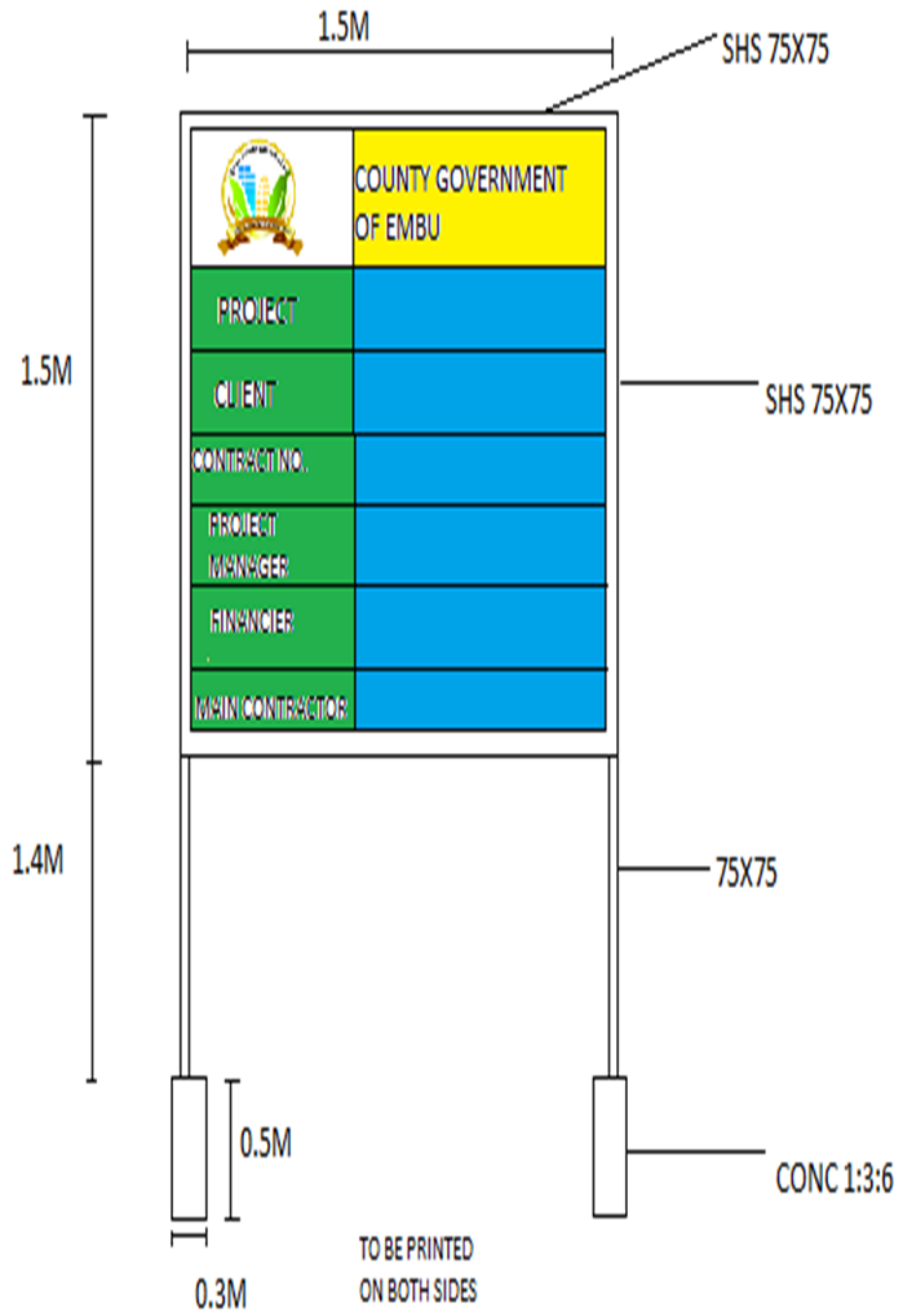 1.5M
SHS 75X75
COUNTY GOVERNMENT
OF EMBU
PROJECT
1.5M
CLIENT
SHS 75X75
CONTRACT NO..
PROJECT
MANAGER
FINANCIER
.
MAIN CONTRACTOR
1.4M
75X75
0.5M
CONC 1:3:6
0.3M
TO BE PRINTED
ON BOTH SIDES